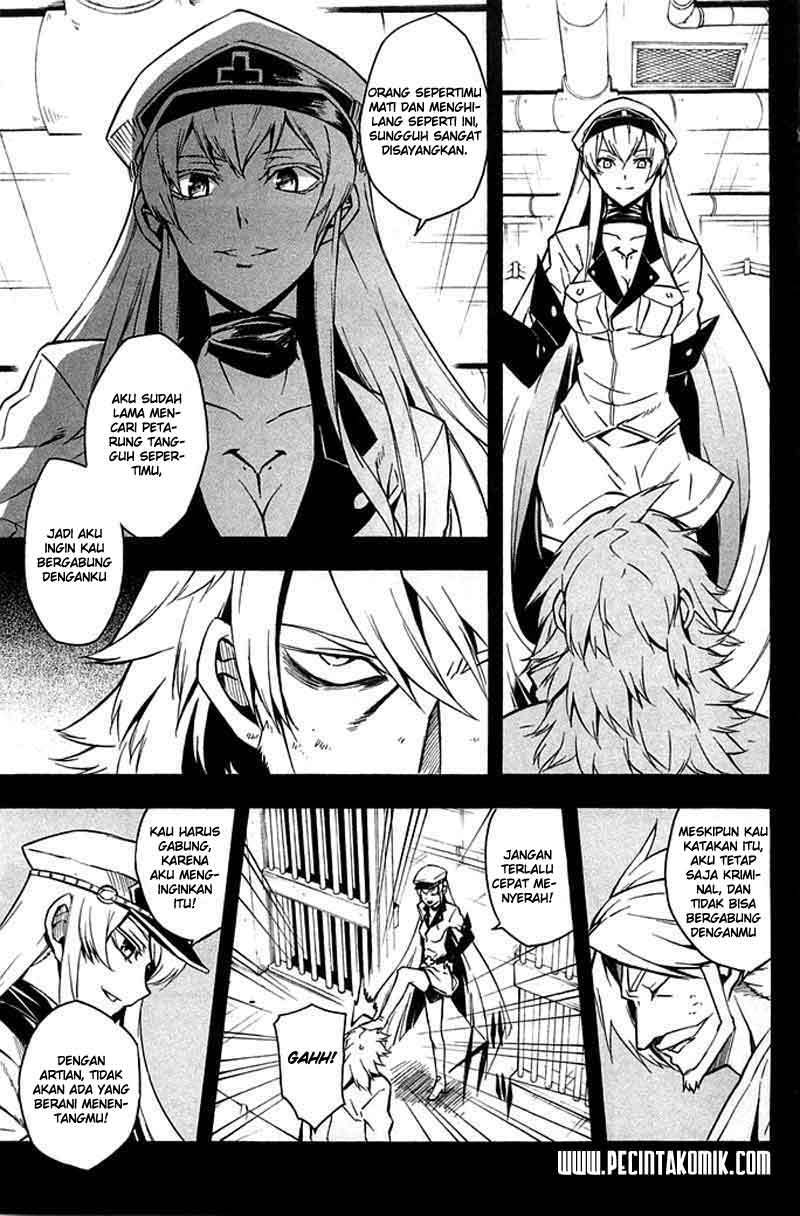 ORANG SEPERTIMU
MATI DAN MENGHI-
LANG SEPERTI INI,
SUNGGUH SANGAT
DISAYANGKAN.
AKU SUDAH
LAMA MEN-
CARI PETA-
RUNG TANG-
GUH SEPER-
TIMU,
JADI AKU
INGIN KAU
BERGABUNG
DENGANKU
MESKIPUN KAU
KATAKAN ITU,
AKU TETAP
SAJA KRIMI-
NAL, DAN
TIDAK BISA
BERGABUNG
DENGANMU
JANGAN
TERLALU
CEPAT ME-
NYERAH!
GAHH!
KAU HARUS
GABUNG,
KARENA
AKU MENG-
INGINKAN
ITU!
DENGAN
ARTIAN, TIDAK
AKAN ADA YANG
BERANI MENEN-
TANGMU!
WWW.PECINTAKOMIK.COM